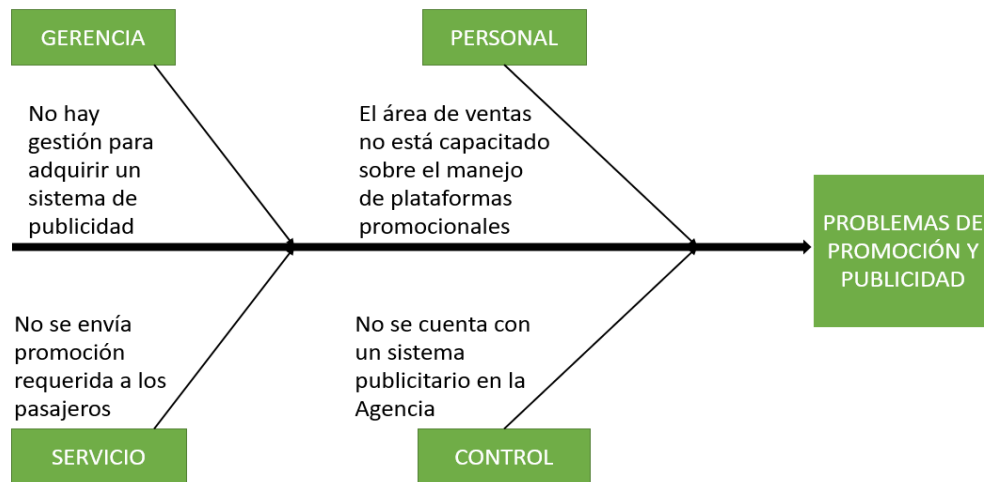 GERENCIA
No hay
gestión para
adquirir un
sistema de
publicidad
PERSONAL
El área de ventas
no está capacitado
sobre el manejo
de plataformas
promocionales
PROBLEMAS DE
PROMOCIÓN Y
PUBLICIDAD
No se envía
promoción
requerida a los
pasajeros
SERVICIO
No se cuenta con
un sistema
publicitario en la
Agencia
CONTROL